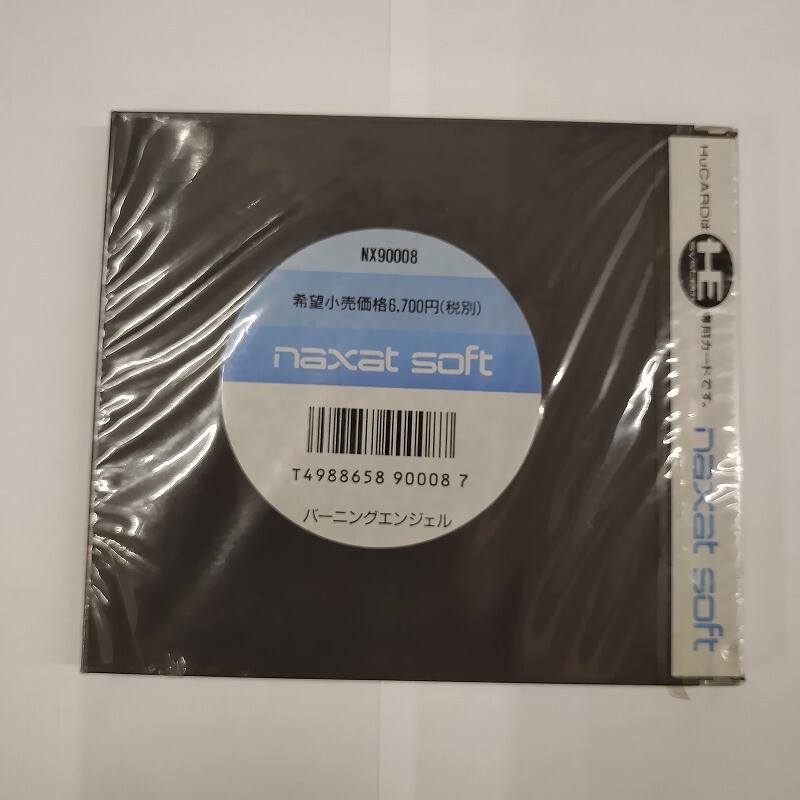 NX90008
希望小売価格6,700円(税別)
naxat soft
T4988658 90008 7
バーニングエンジェル
HuCARDは HE SYSTEM 専用カードです。
naxat soft